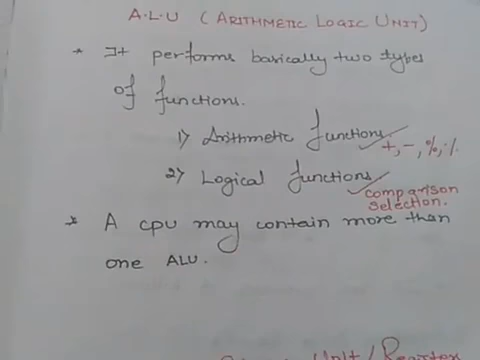 A.L.U (ARITHMETIC LOGIC UNIT)
* It performs basically two types
of functions.
1) Arithmetic functions
+, -, %, ·/.
2) Logical functions
comparison
selection.
* A cpu may contain more than
one ALU.
Unit/Register